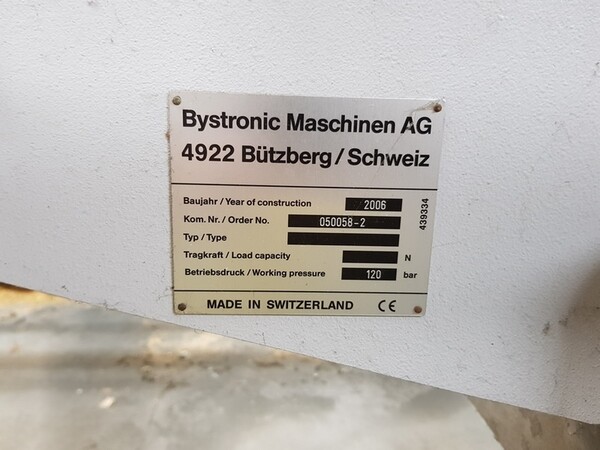 Bystronic Maschinen AG
4922 Bützberg/Schweiz
Baujahr / Year of construction 2006
Kom. Nr. / Order No. 050058-2
Typ / Type
Tragkraft / Load capacity N
Betriebsdruck / Working pressure 120 bar
439334
MADE IN SWITZERLAND CE